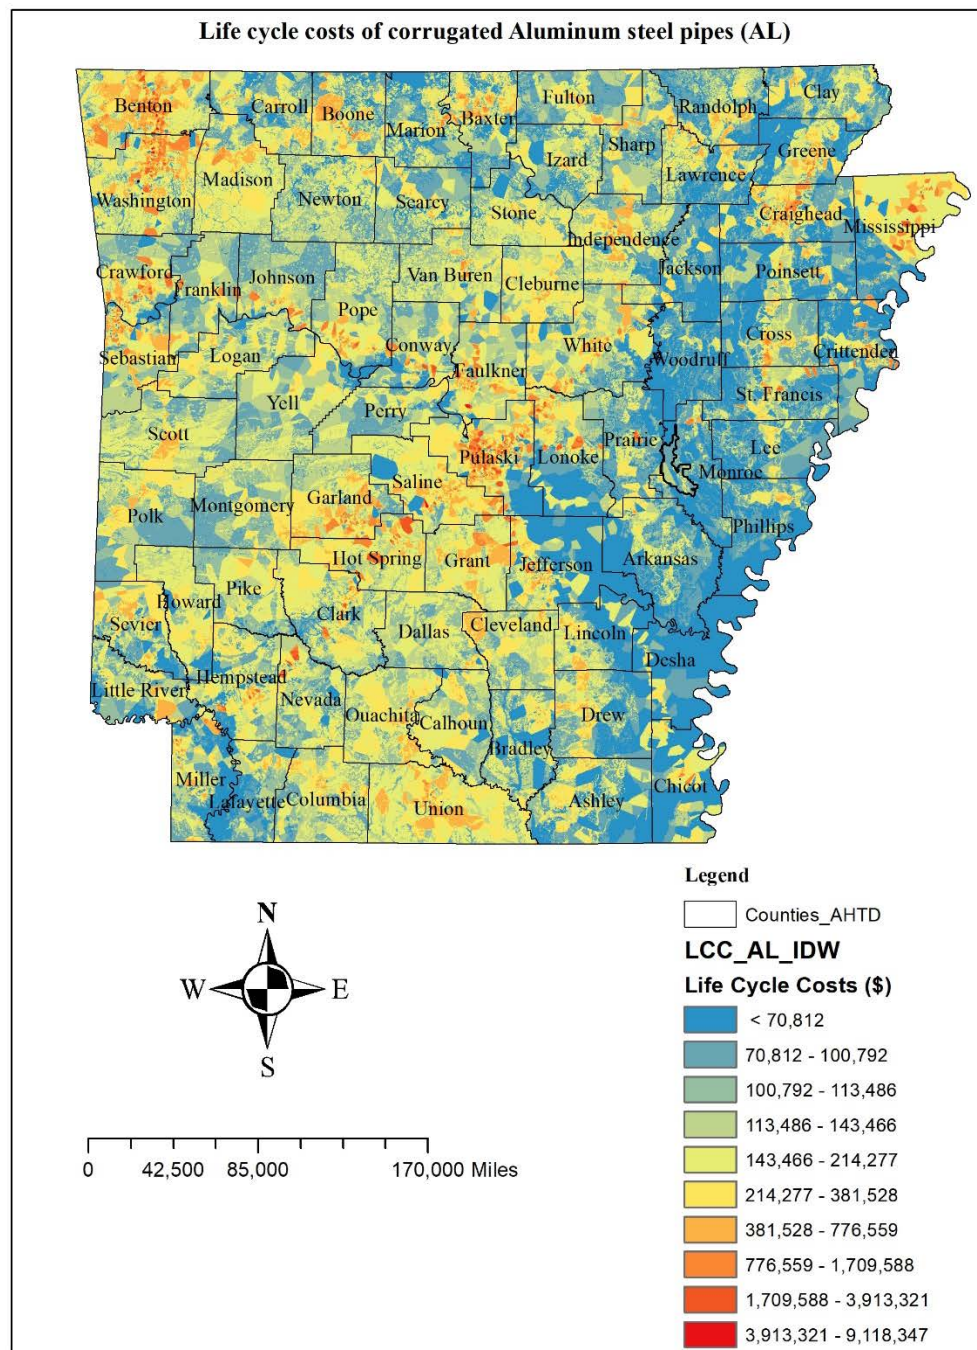 Life cycle costs of corrugated Aluminum steel pipes (AL)
Benton
Carroll
Boone
Marion
Baxter
Fulton
Randolph
Clay
Sharp
Izard
Greene
Lawrence
Madison
Washington
Newton
Searcy
Stone
Craighead
Mississippi
Independence
Crawford
Franklin
Johnson
Van Buren
Cleburne
Jackson
Poinsett
Pope
Conway
White
Cross
Crittenden
Woodruff
Sebastian
Logan
Faulkner
Yell
Perry
St. Francis
Scott
Pulaski
Lonoke
Prairie
Lee
Monroe
Saline
Garland
Montgomery
Polk
Phillips
Hot Spring
Grant
Jefferson
Arkansas
Pike
Howard
Sevier
Clark
Dallas
Cleveland
Lincoln
Desha
Hempstead
Little River
Nevada
Ouachita
Calhoun
Drew
Bradley
Miller
Lafayette
Columbia
Union
Ashley
Chicot
N
W
E
S
0 42,500 85,000 170,000 Miles
Legend
Counties_AHTD
LCC_AL_IDW
Life Cycle Costs ($)
< 70,812
70,812 - 100,792
100,792 - 113,486
113,486 - 143,466
143,466 - 214,277
214,277 - 381,528
381,528 - 776,559
776,559 - 1,709,588
1,709,588 - 3,913,321
3,913,321 - 9,118,347